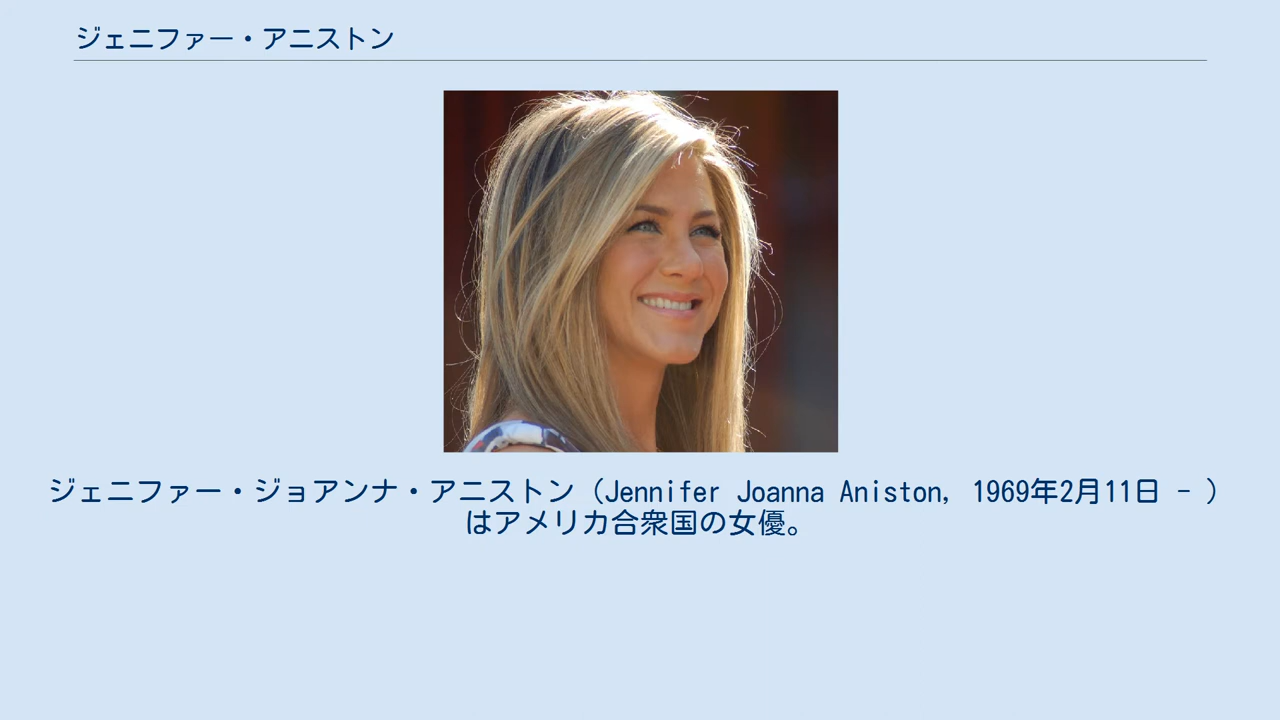 ジェニファー・アニストン
ジェニファー・ジョアンナ・アニストン（Jennifer Joanna Aniston, 1969年2月11日 - ）
はアメリカ合衆国の女優。